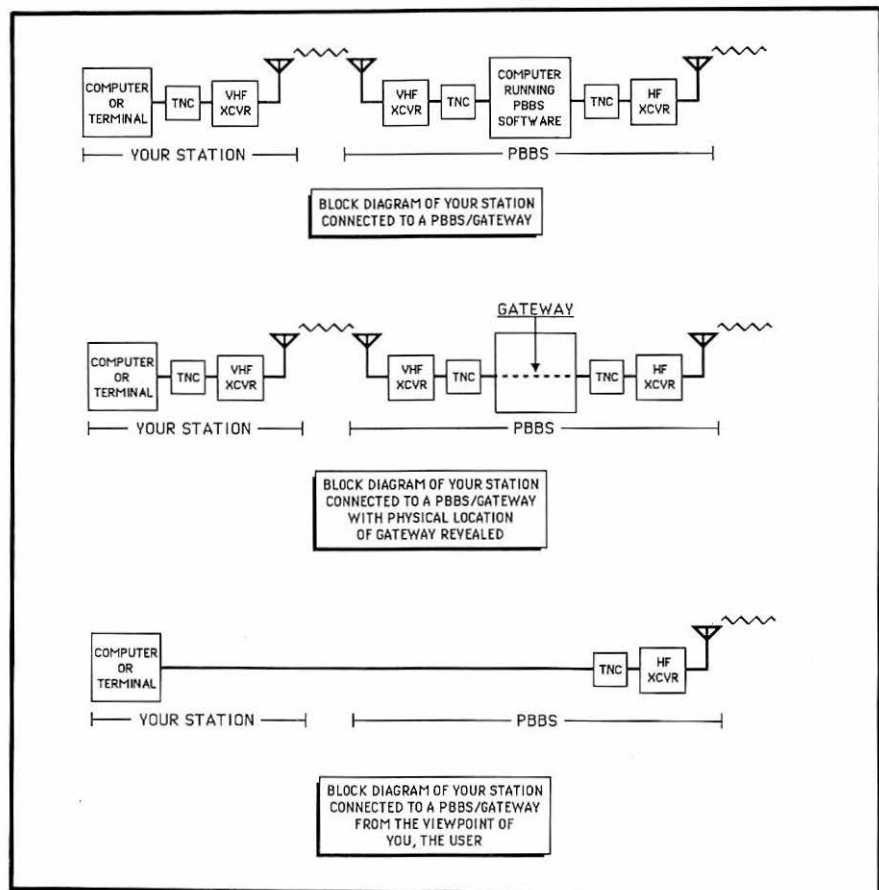 COMPUTER
OR
TERMINAL
TNC
VHF
XCVR
VHF
XCVR
TNC
COMPUTER
RUNNING
PBBS
SOFTWARE
TNC
HF
XCVR
YOUR STATION
PBBS
BLOCK DIAGRAM OF YOUR STATION
CONNECTED TO A PBBS/GATEWAY
GATEWAY
COMPUTER
OR
TERMINAL
TNC
VHF
XCVR
VHF
XCVR
TNC
TNC
HF
XCVR
YOUR STATION
PBBS
BLOCK DIAGRAM OF YOUR STATION
CONNECTED TO A PBBS/GATEWAY
WITH PHYSICAL LOCATION
OF GATEWAY REVEALED
COMPUTER
OR
TERMINAL
TNC
HF
XCVR
YOUR STATION
PBBS
BLOCK DIAGRAM OF YOUR STATION
CONNECTED TO A PBBS/GATEWAY
FROM THE VIEWPOINT OF
YOU, THE USER